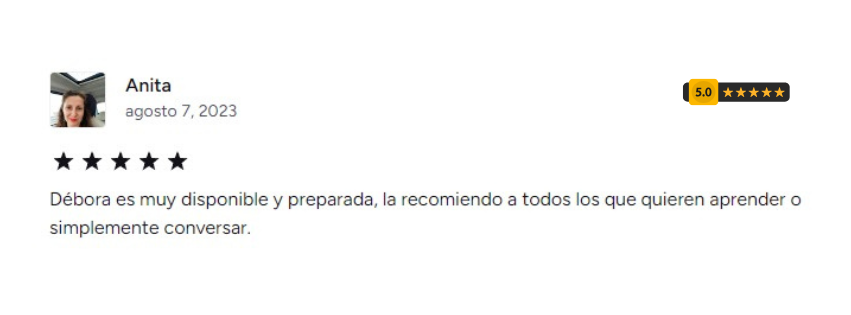 Anita
agosto 7, 2023
5.0
Débora es muy disponible y preparada, la recomiendo a todos los que quieren aprender o
simplemente conversar.